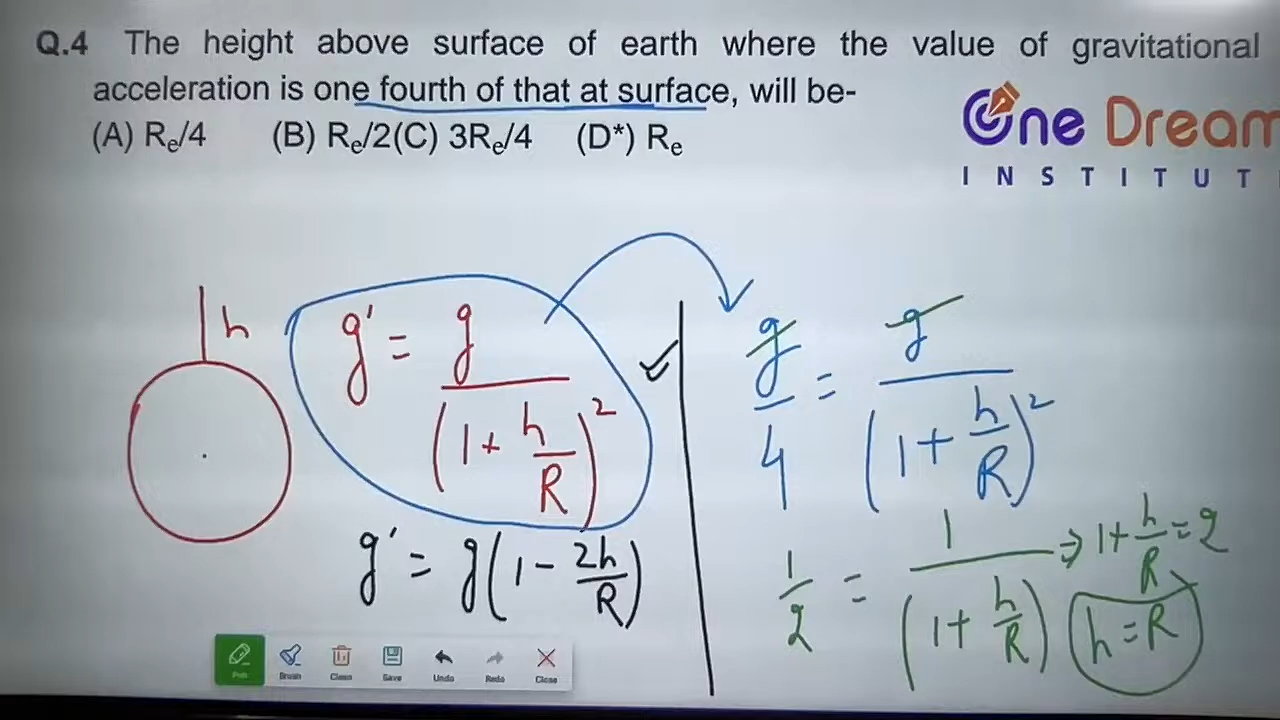 Q.4 The height above surface of earth where the value of gravitational
acceleration is one fourth of that at surface, will be-
(A) Rₑ/4 (B) Rₑ/2(C) 3Rₑ/4 (D*) Rₑ
One Dream
INSTITUT
h
g' = g / (1 + h/R)²
g' = g(1 - 2h/R)
g/4 = g / (1 + h/R)²
1/2 = 1 / (1 + h/R) ⇒ 1 + h/R = 2
h = R
Pen Brush Clean Save Undo Redo Close